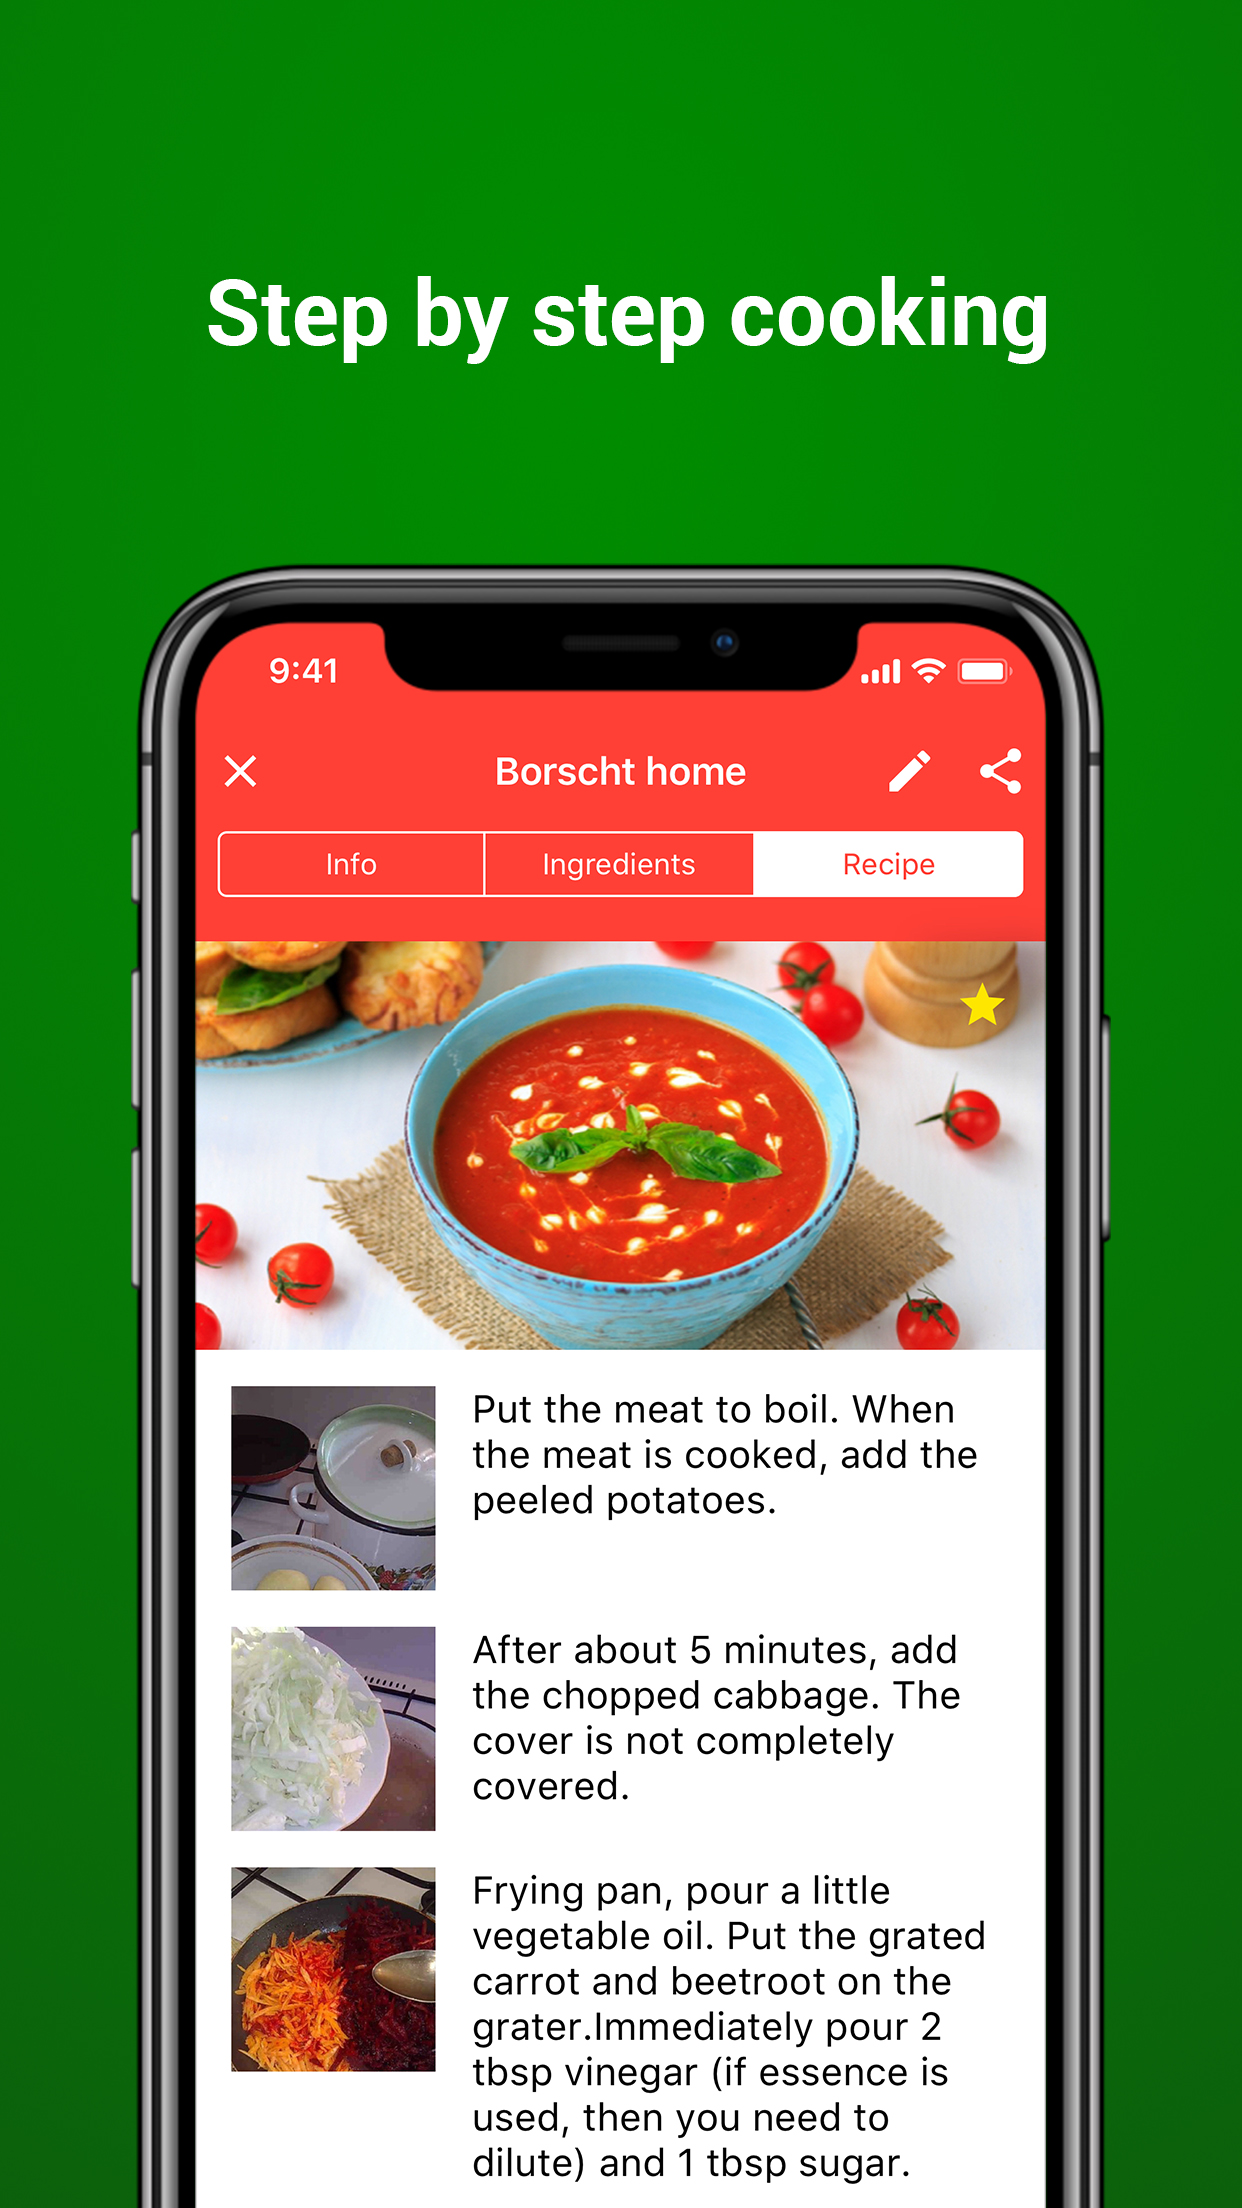 Step by step cooking
9:41
Borscht home
Info
Ingredients
Recipe
Put the meat to boil. When
the meat is cooked, add the
peeled potatoes.
After about 5 minutes, add
the chopped cabbage. The
cover is not completely
covered.
Frying pan, pour a little
vegetable oil. Put the grated
carrot and beetroot on the
grater.Immediately pour 2
tbsp vinegar (if essence is
used, then you need to
dilute) and 1 tbsp sugar.